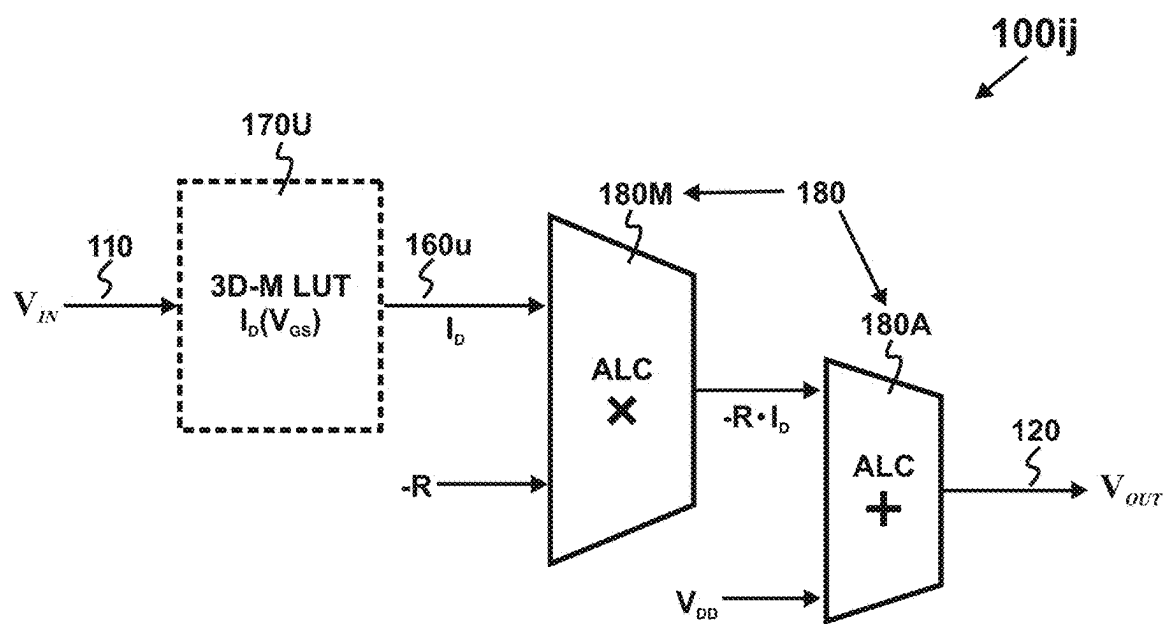 100ij
170U
180M
180
110
160u
V_IN
3D-M LUT
I_D(V_GS)
I_D
180A
ALC
×
-R·I_D
120
-R
ALC
+
V_OUT
V_DD